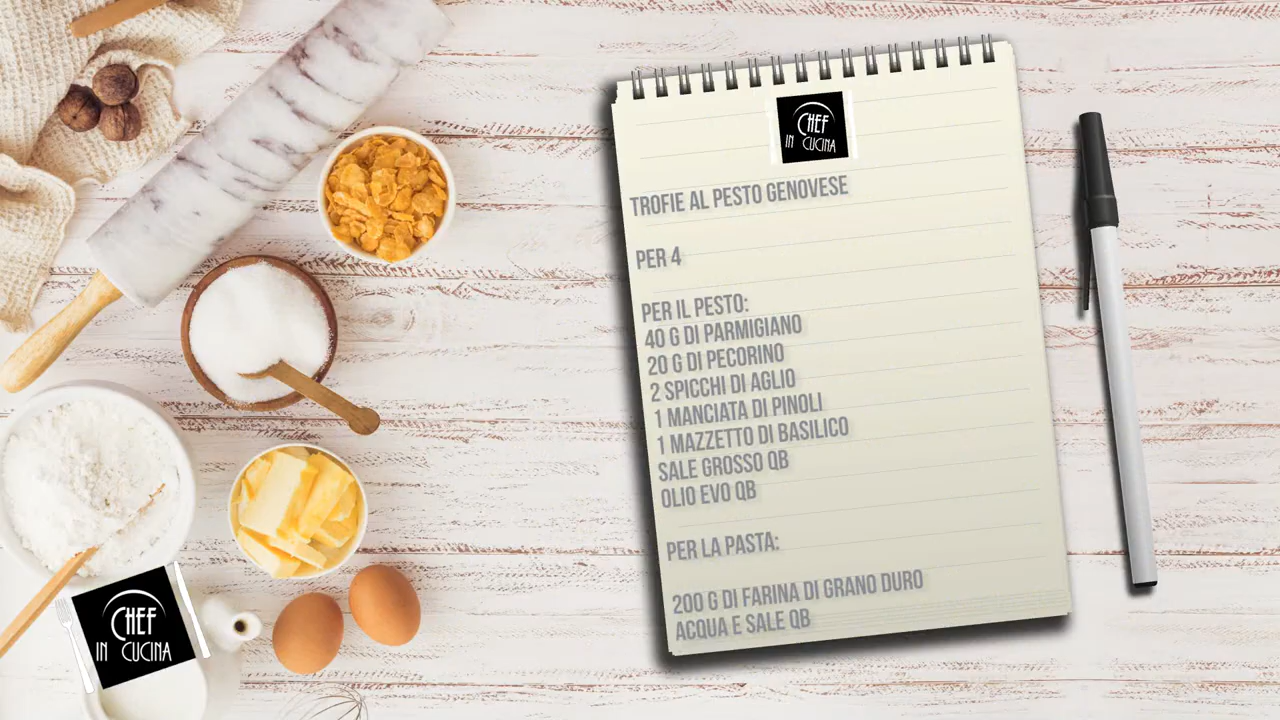 CHEF
IN CUCINA
TROFIE AL PESTO GENOVESE
PER 4
PER IL PESTO:
40 G DI PARMIGIANO
20 G DI PECORINO
2 SPICCHI DI AGLIO
1 MANCIATA DI PINOLI
1 MAZZETTO DI BASILICO
SALE GROSSO QB
OLIO EVO QB
PER LA PASTA:
200 G DI FARINA DI GRANO DURO
ACQUA E SALE QB
CHEF
IN CUCINA